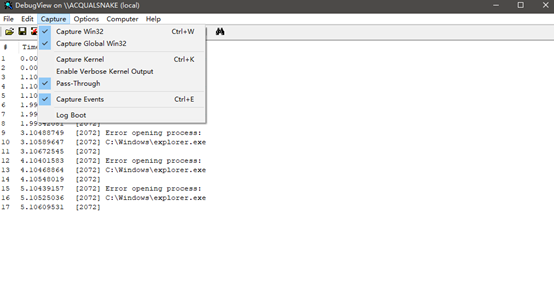 DebugView on \\ACQUALSNAKE (local)
File Edit Capture Options Computer Help
Capture Win32 Ctrl+W
Capture Global Win32
Capture Kernel Ctrl+K
Enable Verbose Kernel Output
Pass-Through
Capture Events Ctrl+E
Log Boot
# Time
1 0.00
2 0.00
3 1.10
4 1.10
5 1.10
6 1.99
7 1.99
8 1.99342081 [2072]
9 3.10488749 [2072] Error opening process:
10 3.10589647 [2072] C:\Windows\explorer.exe
11 3.10672545 [2072]
12 4.10401583 [2072] Error opening process:
13 4.10468864 [2072] C:\Windows\explorer.exe
14 4.10548019 [2072]
15 5.10439157 [2072] Error opening process:
16 5.10525036 [2072] C:\Windows\explorer.exe
17 5.10609531 [2072]